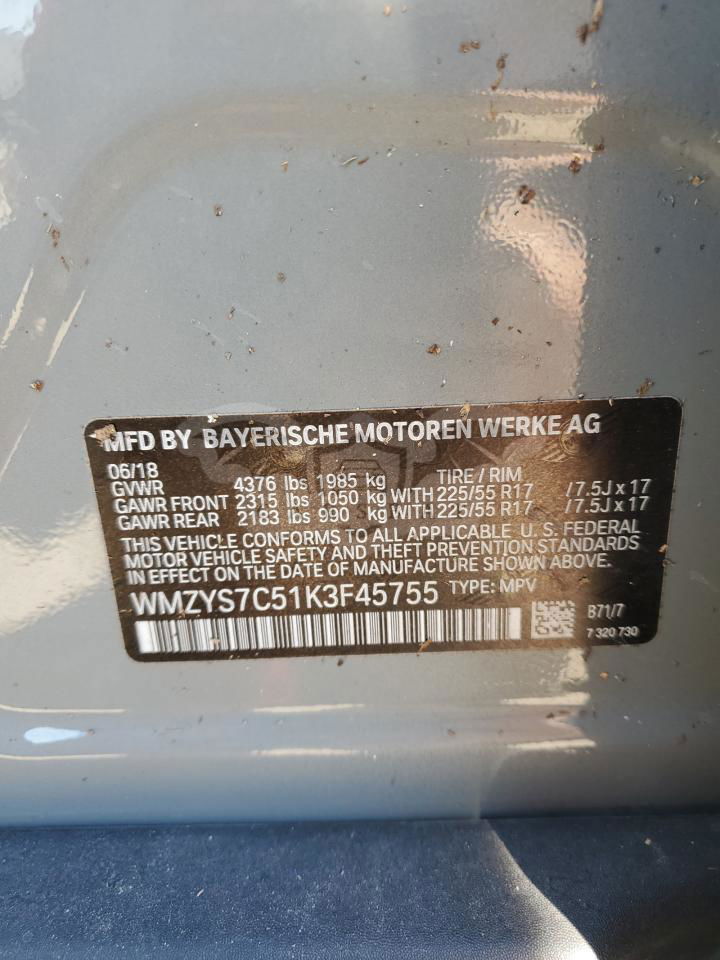 MFD BY BAYERISCHE MOTOREN WERKE AG
06/18 TIRE / RIM
GVWR 4376 lbs 1985 kg
GAWR FRONT 2315 lbs 1050 kg WITH 225/55 R17 /7.5J x 17
GAWR REAR 2183 lbs 990 kg WITH 225/55 R17 /7.5J x 17
THIS VEHICLE CONFORMS TO ALL APPLICABLE U. S. FEDERAL
MOTOR VEHICLE SAFETY AND THEFT PREVENTION STANDARDS
IN EFFECT ON THE DATE OF MANUFACTURE SHOWN ABOVE.
WMZYS7C51K3F45755 TYPE: MPV
B71/7
7 320 730